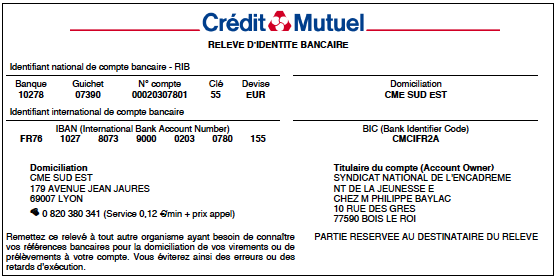 Crédit Mutuel
RELEVE D'IDENTITE BANCAIRE
Identifiant national de compte bancaire - RIB
Banque Guichet N° compte Clé Devise Domiciliation
10278 07390 00020307801 55 EUR CME SUD EST
Identifiant international de compte bancaire
IBAN (International Bank Account Number) BIC (Bank Identifier Code)
FR76 1027 8073 9000 0203 0780 155 CMCIFR2A
Domiciliation
CME SUD EST
179 AVENUE JEAN JAURES
69007 LYON
0 820 380 341 (Service 0,12 €/min + prix appel)
Titulaire du compte (Account Owner)
SYNDICAT NATIONAL DE L'ENCADREME
NT DE LA JEUNESSE E
CHEZ M PHILIPPE BAYLAC
10 RUE DES GRES
77590 BOIS LE ROI
Remettez ce relevé à tout autre organisme ayant besoin de connaître
vos références bancaires pour la domiciliation de vos virements ou de
prélèvements à votre compte. Vous éviterez ainsi des erreurs ou des
retards d'exécution.
PARTIE RESERVEE AU DESTINATAIRE DU RELEVE